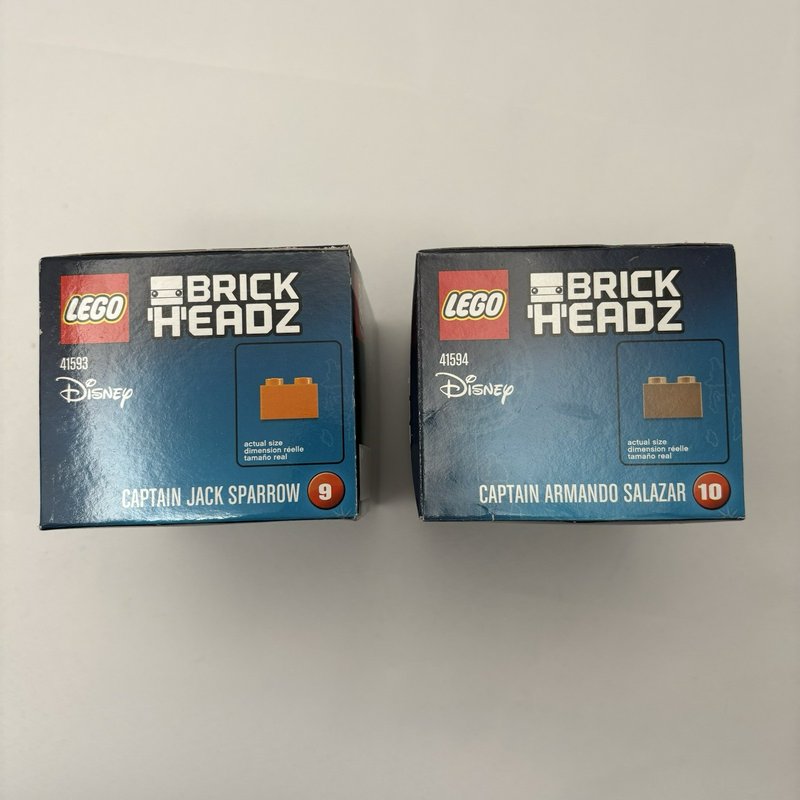 LEGO
BRICK
HEADZ
41593
Disney
actual size
dimension réelle
tamaño real
CAPTAIN JACK SPARROW 9
LEGO
BRICK
HEADZ
41594
Disney
actual size
dimension réelle
tamaño real
CAPTAIN ARMANDO SALAZAR 10